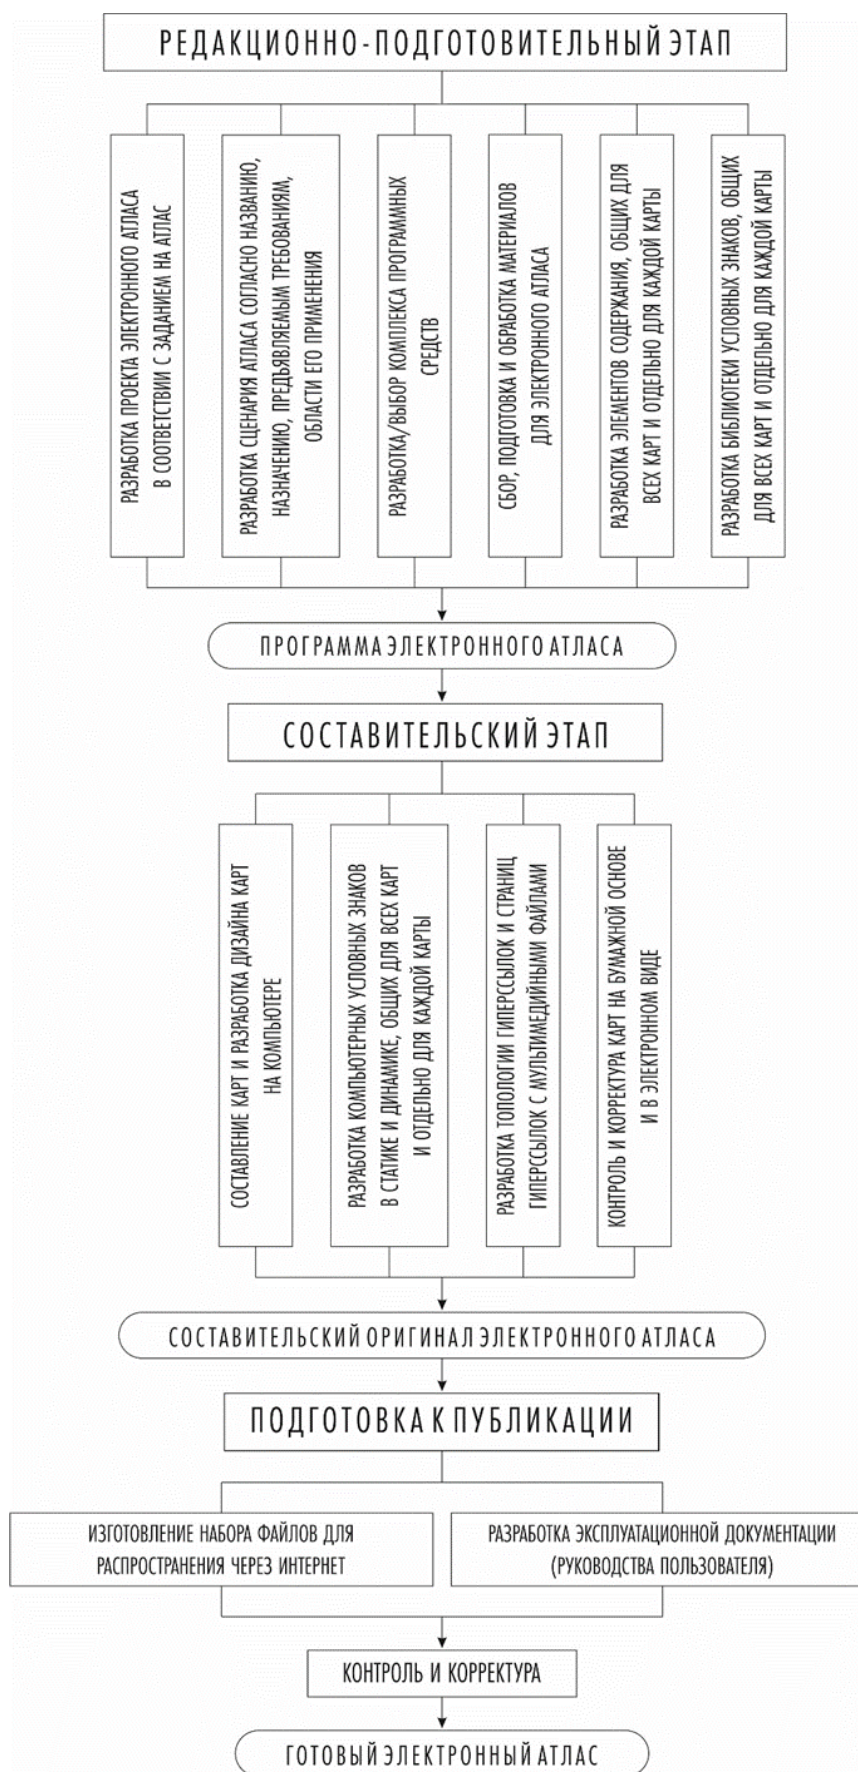 РЕДАКЦИОННО-ПОДГОТОВИТЕЛЬНЫЙ ЭТАП
РАЗРАБОТКА ПРОЕКТА ЭЛЕКТРОННОГО АТЛАСА
В СООТВЕТСТВИИ С ЗАДАНИЕМ НА АТЛАС
РАЗРАБОТКА СЦЕНАРИЯ АТЛАСА СОГЛАСНО НАЗВАНИЮ,
НАЗНАЧЕНИЮ, ПРЕДЪЯВЛЯЕМЫМ ТРЕБОВАНИЯМ,
ОБЛАСТИ ЕГО ПРИМЕНЕНИЯ
РАЗРАБОТКА/ВЫБОР КОМПЛЕКСА ПРОГРАММНЫХ
СРЕДСТВ
СБОР, ПОДГОТОВКА И ОБРАБОТКА МАТЕРИАЛОВ
ДЛЯ ЭЛЕКТРОННОГО АТЛАСА
РАЗРАБОТКА ЭЛЕМЕНТОВ СОДЕРЖАНИЯ, ОБЩИХ ДЛЯ
ВСЕХ КАРТ И ОТДЕЛЬНО ДЛЯ КАЖДОЙ КАРТЫ
РАЗРАБОТКА БИБЛИОТЕКИ УСЛОВНЫХ ЗНАКОВ, ОБЩИХ
ДЛЯ ВСЕХ КАРТ И ОТДЕЛЬНО ДЛЯ КАЖДОЙ КАРТЫ
ПРОГРАММА ЭЛЕКТРОННОГО АТЛАСА
СОСТАВИТЕЛЬСКИЙ ЭТАП
СОСТАВЛЕНИЕ КАРТ И РАЗРАБОТКА ДИЗАЙНА КАРТ
НА КОМПЬЮТЕРЕ
РАЗРАБОТКА КОМПЬЮТЕРНЫХ УСЛОВНЫХ ЗНАКОВ
В СТАТИКЕ И ДИНАМИКЕ, ОБЩИХ ДЛЯ ВСЕХ КАРТ
И ОТДЕЛЬНО ДЛЯ КАЖДОЙ КАРТЫ
РАЗРАБОТКА ТОПОЛОГИИ ГИПЕРССЫЛОК И СТРАНИЦ
ГИПЕРССЫЛОК С МУЛЬТИМЕДИЙНЫМИ ФАЙЛАМИ
КОНТРОЛЬ И КОРРЕКТУРА КАРТ НА БУМАЖНОЙ ОСНОВЕ
И В ЭЛЕКТРОННОМ ВИДЕ
СОСТАВИТЕЛЬСКИЙ ОРИГИНАЛ ЭЛЕКТРОННОГО АТЛАСА
ПОДГОТОВКА К ПУБЛИКАЦИИ
ИЗГОТОВЛЕНИЕ НАБОРА ФАЙЛОВ ДЛЯ
РАСПРОСТРАНЕНИЯ ЧЕРЕЗ ИНТЕРНЕТ
РАЗРАБОТКА ЭКСПЛУАТАЦИОННОЙ ДОКУМЕНТАЦИИ
(РУКОВОДСТВА ПОЛЬЗОВАТЕЛЯ)
КОНТРОЛЬ И КОРРЕКТУРА
ГОТОВЫЙ ЭЛЕКТРОННЫЙ АТЛАС